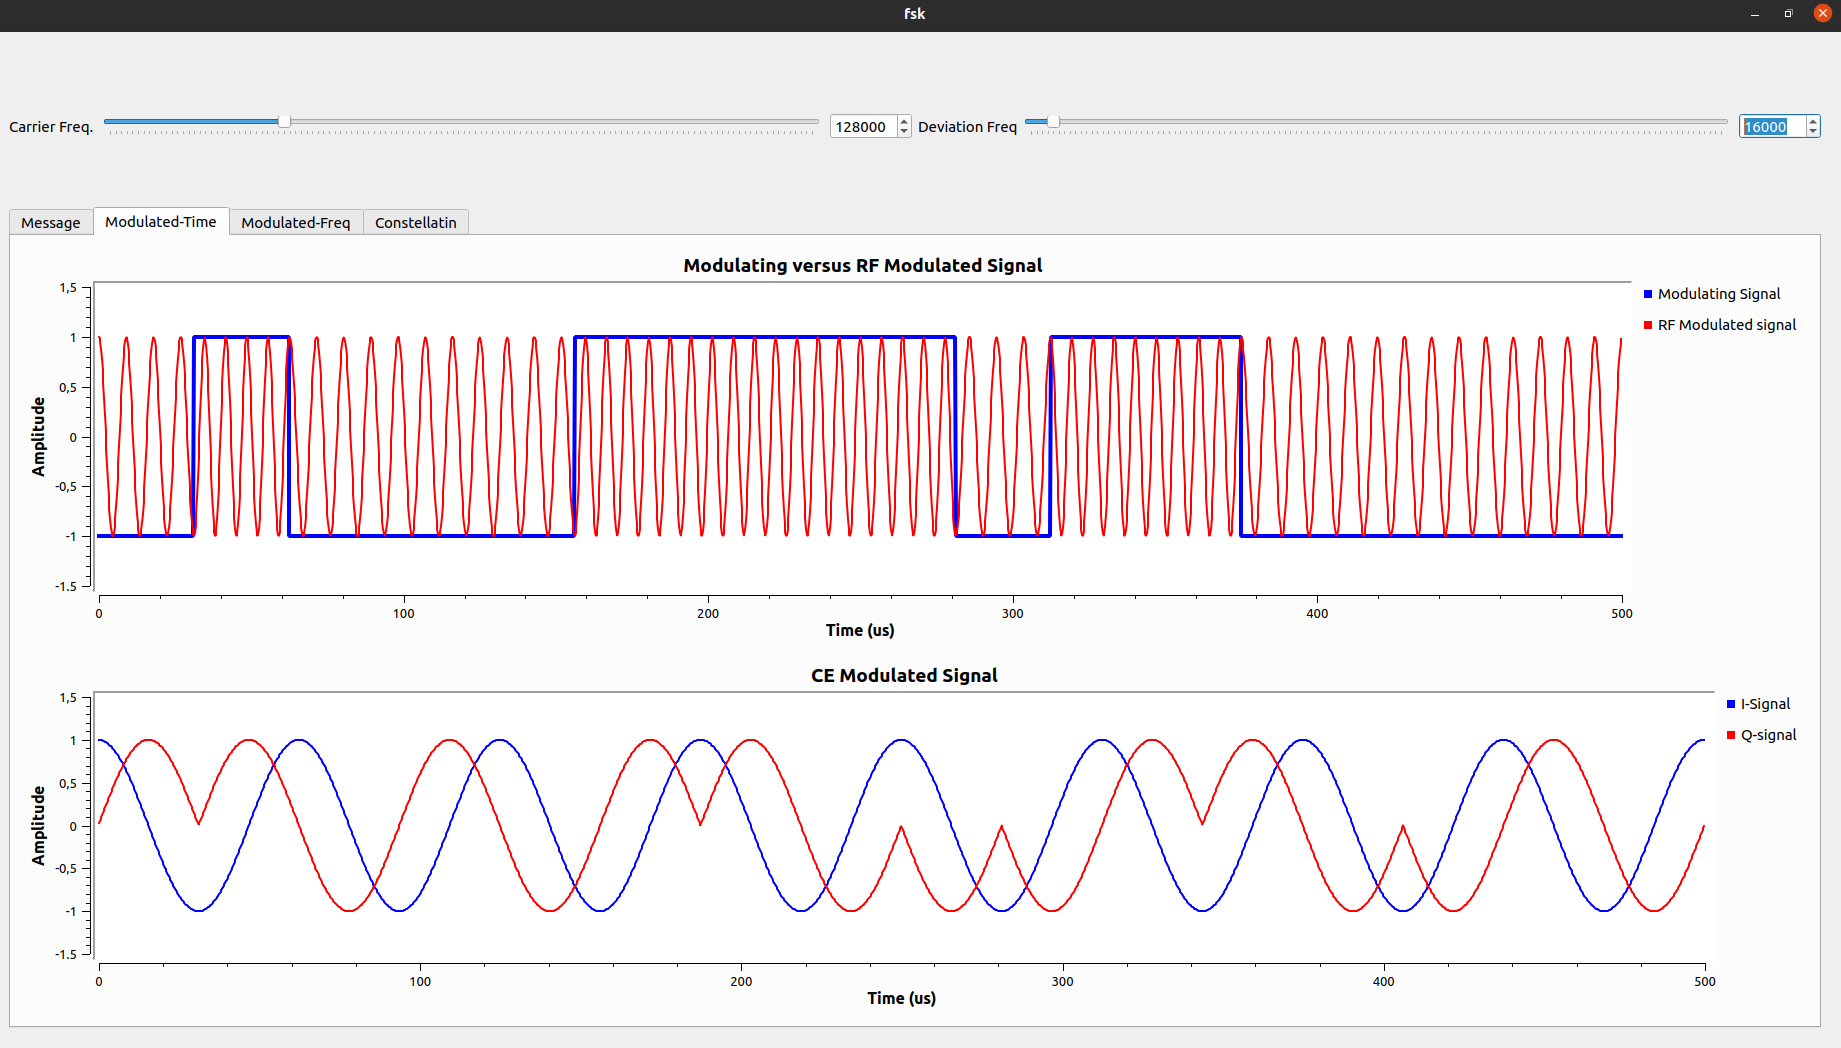 fsk
Carrier Freq. 128000 Deviation Freq 16000
Message Modulated-Time Modulated-Freq Constellatin
Modulating versus RF Modulated Signal
1,5
1
0,5
0
-0,5
-1
-1.5
Amplitude
0 100 200 300 400 500
Time (us)
Modulating Signal
RF Modulated signal
CE Modulated Signal
1,5
1
0,5
0
-0,5
-1
-1.5
Amplitude
0 100 200 300 400 500
Time (us)
I-Signal
Q-signal